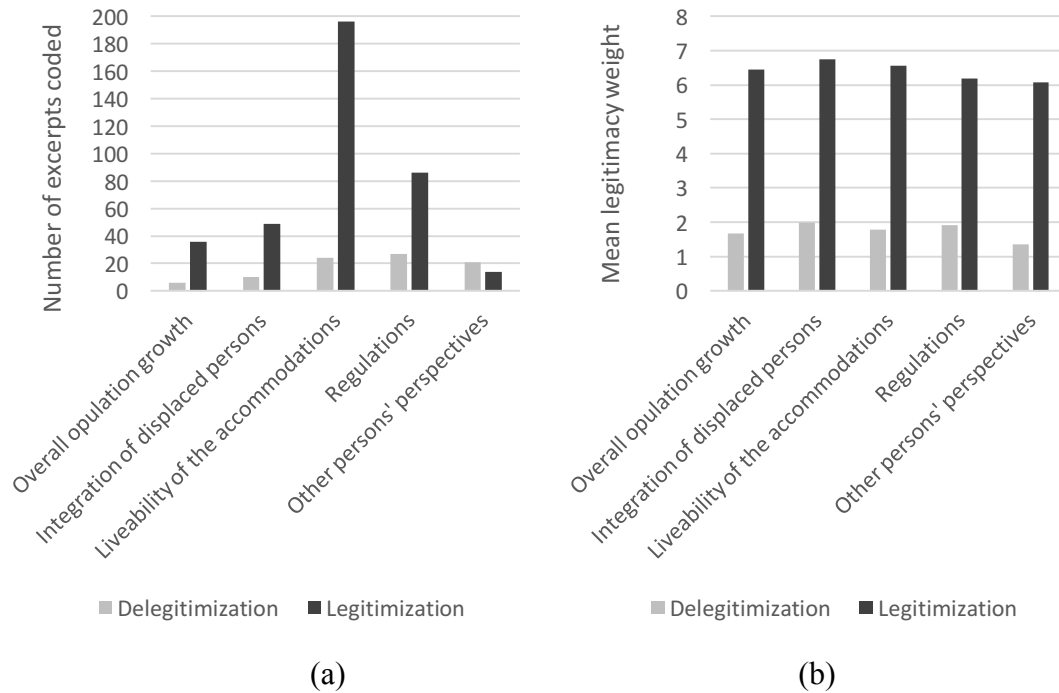 Number of excerpts coded
200
180
160
140
120
100
80
60
40
20
0
Overall opulation growth
Integration of displaced persons
Liveability of the accommodations
Regulations
Other persons' perspectives
Delegitimization Legitimization
(a)
Mean legitimacy weight
8
7
6
5
4
3
2
1
0
Overall opulation growth
Integration of displaced persons
Liveability of the accommodations
Regulations
Other persons' perspectives
Delegitimization Legitimization
(b)